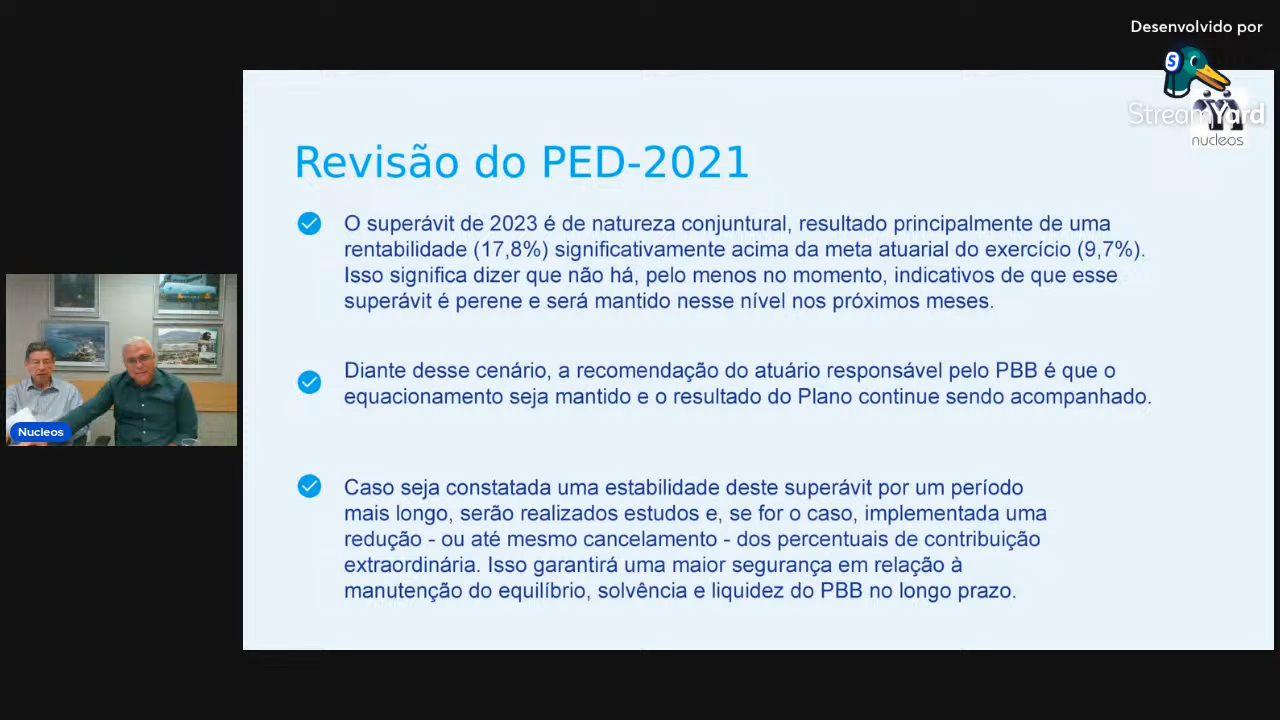 Desenvolvido por
StreamYard
nucleos
Revisão do PED-2021
O superávit de 2023 é de natureza conjuntural, resultado principalmente de uma
rentabilidade (17,8%) significativamente acima da meta atuarial do exercício (9,7%).
Isso significa dizer que não há, pelo menos no momento, indicativos de que esse
superávit é perene e será mantido nesse nível nos próximos meses.
Diante desse cenário, a recomendação do atuário responsável pelo PBB é que o
equacionamento seja mantido e o resultado do Plano continue sendo acompanhado.
Nucleos
Caso seja constatada uma estabilidade deste superávit por um período
mais longo, serão realizados estudos e, se for o caso, implementada uma
redução - ou até mesmo cancelamento - dos percentuais de contribuição
extraordinária. Isso garantirá uma maior segurança em relação à
manutenção do equilíbrio, solvência e liquidez do PBB no longo prazo.